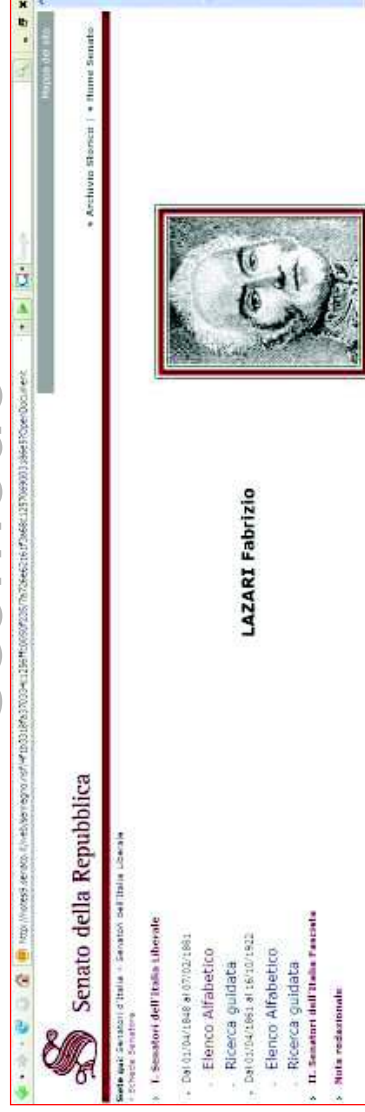 Mappa del sito
Senato della Repubblica
• Archivio Storico | • Home Senato
Siete qui: Senatori d'Italia - Senatori dell'Italia Liberale
- Scheda Senatore
I. Senatori dell'Italia Liberale
Dal 01/04/1848 al 07/02/1861
Elenco Alfabetico
Ricerca guidata
Dal 01/04/1861 al 16/10/1922
Elenco Alfabetico
Ricerca guidata
II. Senatori dell'Italia Fascista
Nota redazionale
LAZARI Fabrizio